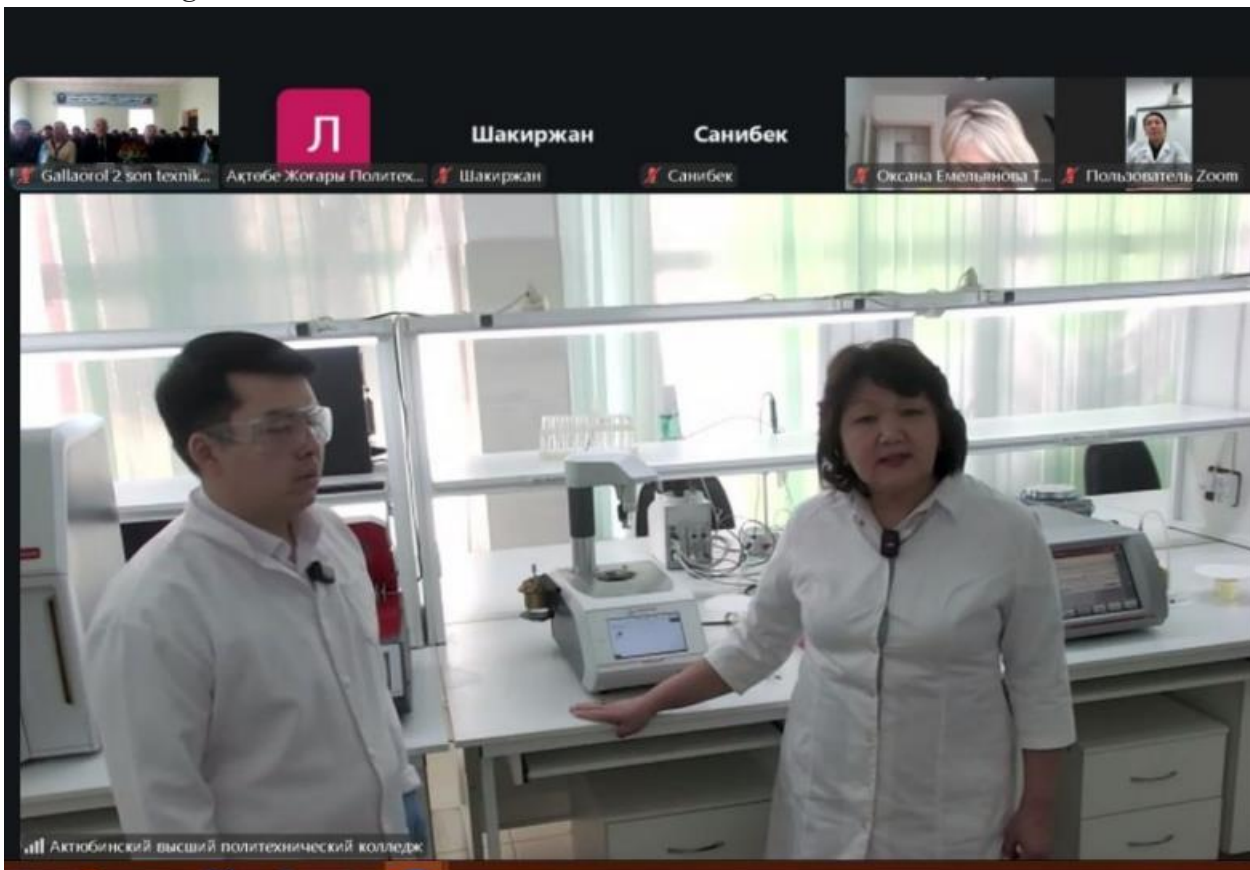 Л
Шакиржан
Санибек
Gallaorol 2 son texnik...
Ақтөбе Жоғары Политех...
Шакиржан
Санибек
Оксана Емельянова Т...
Пользователь Zoom
Актюбинский высший политехнический колледж